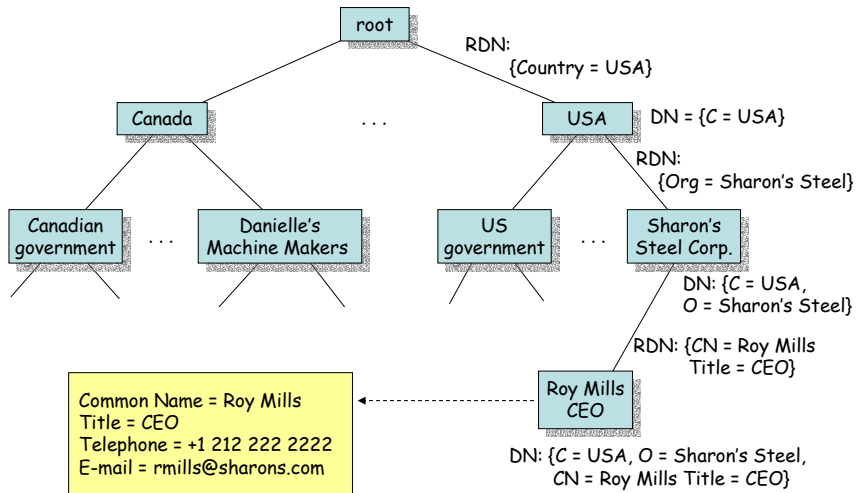 root
RDN:
{Country = USA}
Canada
. . .
USA
DN = {C = USA}
RDN:
{Org = Sharon's Steel}
Canadian
government
. . .
Danielle's
Machine Makers
US
government
. . .
Sharon's
Steel Corp.
DN: {C = USA,
O = Sharon's Steel}
RDN: {CN = Roy Mills
Title = CEO}
Roy Mills
CEO
Common Name = Roy Mills
Title = CEO
Telephone = +1 212 222 2222
E-mail = rmills@sharons.com
DN: {C = USA, O = Sharon's Steel,
CN = Roy Mills Title = CEO}